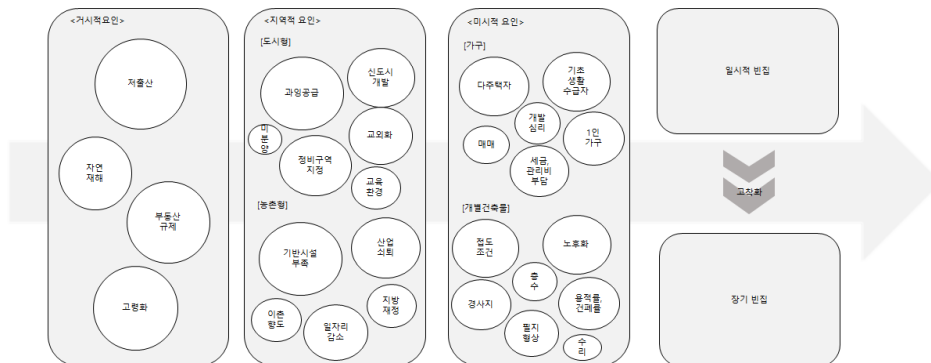 <거시적요인>
저출산
자연
재해
부동산
규제
고령화
<지역적 요인>
[도시형]
과잉공급
신도시
개발
미
분
양
교외화
정비구역
지정
교육
환경
[농촌형]
기반시설
부족
산업
쇠퇴
지방
재정
이촌
향도
일자리
감소
<미시적 요인>
[가구]
다주택자
기초
생활
수급자
개발
심리
매매
1인
가구
세금,
관리비
부담
[개별건축물]
접도
조건
노후화
층
수
경사지
용적률,
건폐율
필지
형상
수
리
일시적 빈집
고착화
장기 빈집